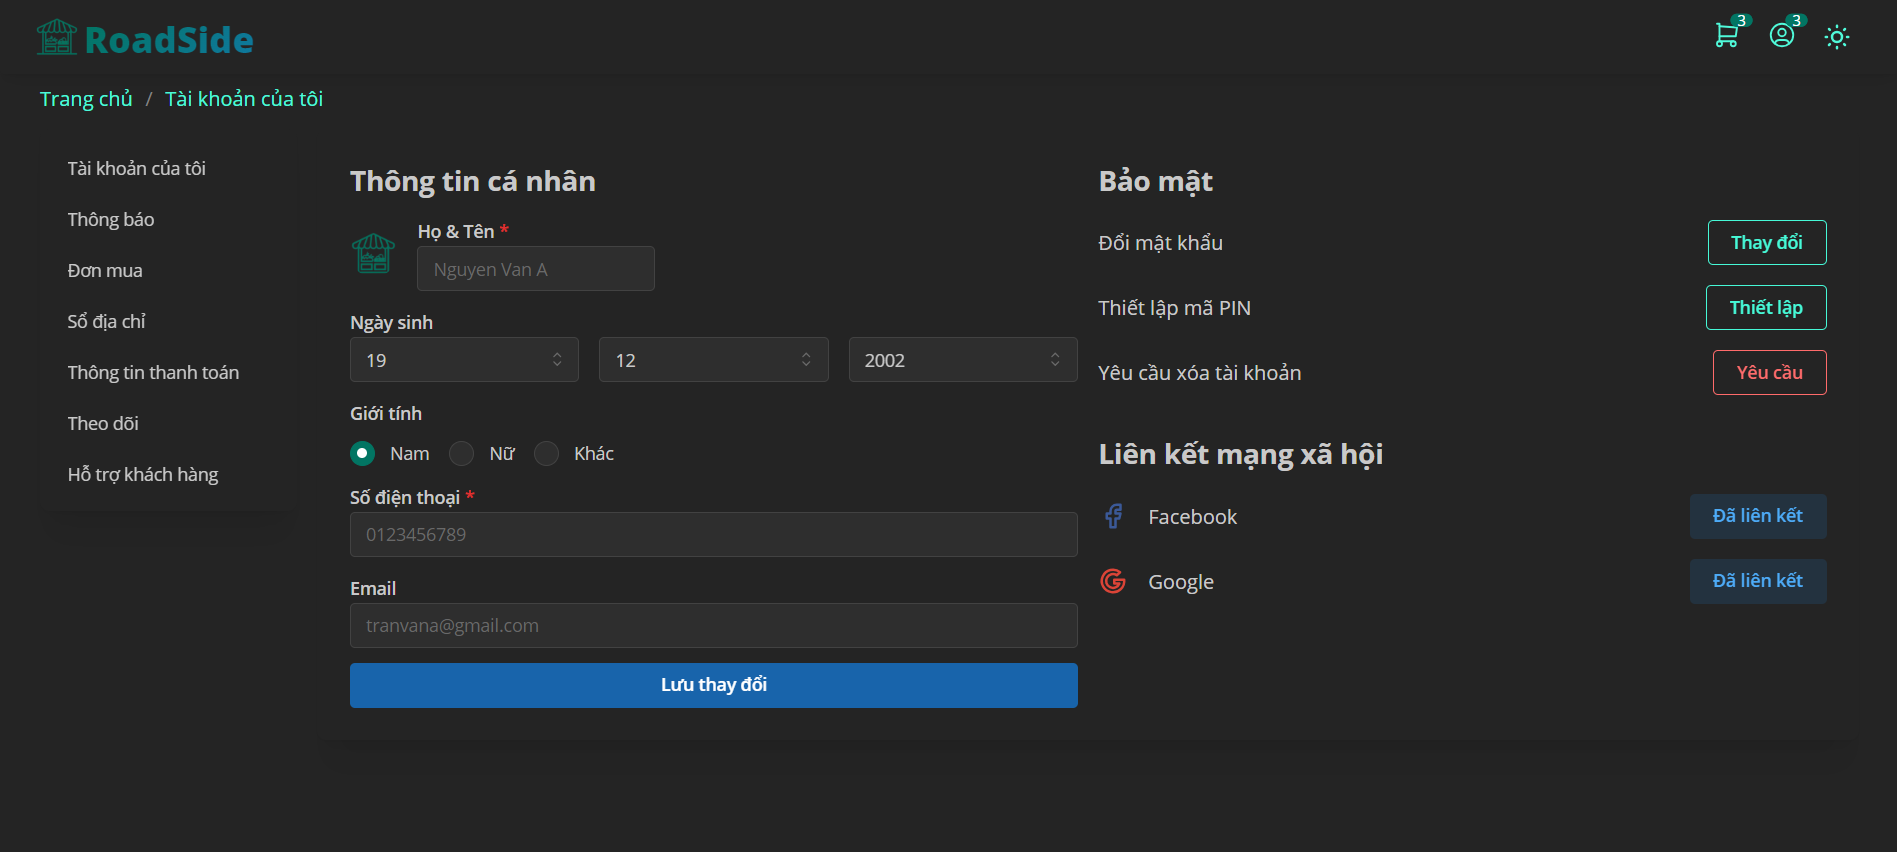 RoadSide
3
3
Trang chủ / Tài khoản của tôi
Tài khoản của tôi
Thông báo
Đơn mua
Sổ địa chỉ
Thông tin thanh toán
Theo dõi
Hỗ trợ khách hàng
Thông tin cá nhân
Họ & Tên *
Nguyen Van A
Ngày sinh
19 12 2002
Giới tính
Nam Nữ Khác
Số điện thoại *
0123456789
Email
tranvana@gmail.com
Lưu thay đổi
Bảo mật
Đổi mật khẩu Thay đổi
Thiết lập mã PIN Thiết lập
Yêu cầu xóa tài khoản Yêu cầu
Liên kết mạng xã hội
Facebook Đã liên kết
Google Đã liên kết